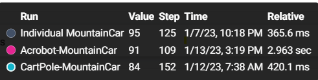 Run Value Step Time Relative
Individual MountainCar 95 125 1/7/23, 10:18 PM 365.6 ms
Acrobot-MountainCar 91 109 1/13/23, 3:19 PM 2.963 sec
CartPole-MountainCar 84 152 1/12/23, 7:38 AM 420.1 ms